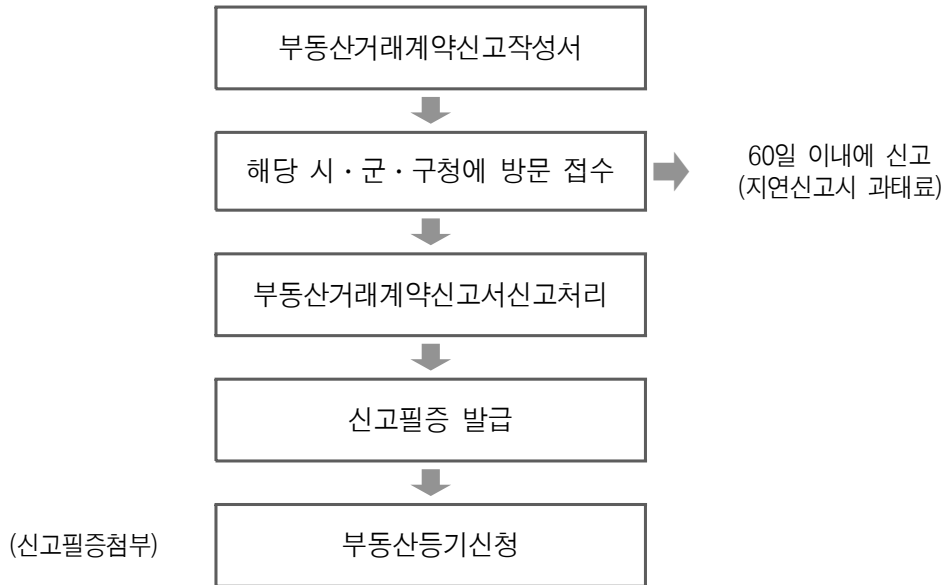 부동산거래계약신고작성서
해당 시·군·구청에 방문 접수
60일 이내에 신고
(지연신고시 과태료)
부동산거래계약신고서신고처리
신고필증 발급
(신고필증첨부)
부동산등기신청